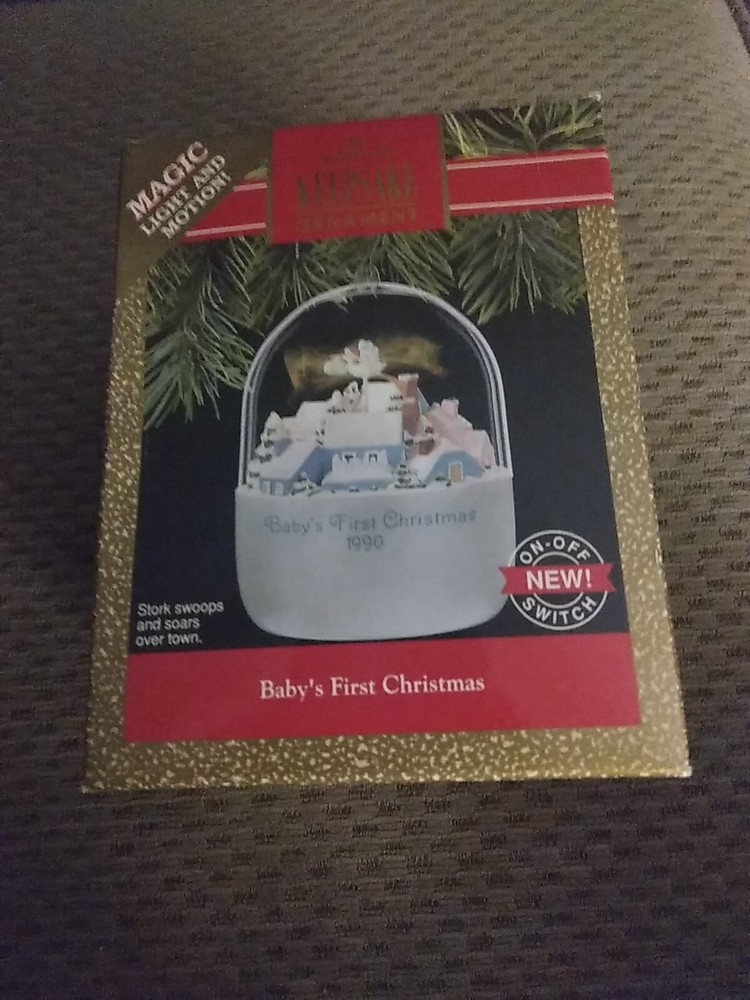 MAGIC
LIGHT AND
MOTION!
KEEPSAKE
ORNAMENT
Baby's First Christmas
1990
ON-OFF
NEW!
SWITCH
Stork swoops
and soars
over town.
Baby's First Christmas